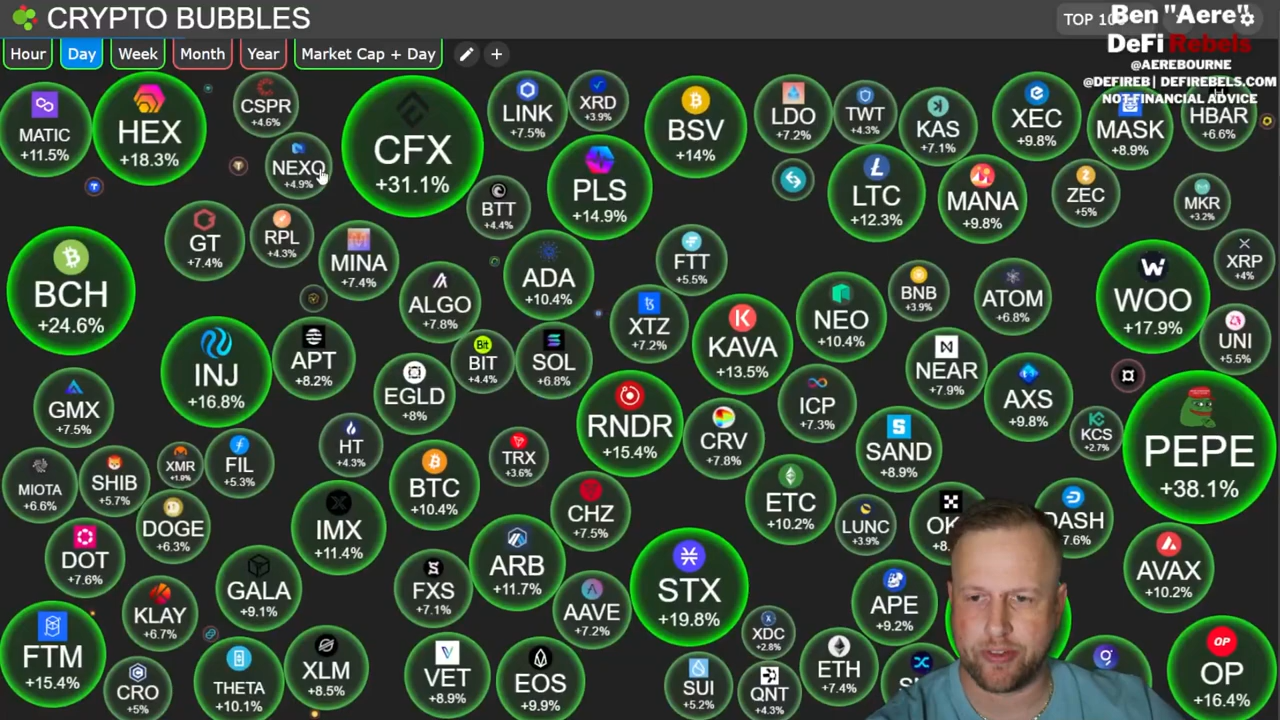 CRYPTO BUBBLES
TOP 10
Ben "Aere"
DeFi Rebels
@AEREBOURNE
@DEFIREB | DEFIREBELS.COM
NOT FINANCIAL ADVICE
Hour
Day
Week
Month
Year
Market Cap + Day
MATIC
+11.5%
HEX
+18.3%
CSPR
+4.6%
NEXO
+4.9%
CFX
+31.1%
LINK
+7.5%
XRD
+3.9%
BSV
+14%
LDO
+7.2%
TWT
+4.3%
KAS
+7.1%
XEC
+9.8%
MASK
+8.9%
HBAR
+6.6%
PLS
+14.9%
BTT
+4.4%
LTC
+12.3%
MANA
+9.8%
ZEC
+5%
MKR
+3.2%
GT
+7.4%
RPL
+4.3%
MINA
+7.4%
BCH
+24.6%
ALGO
+7.8%
ADA
+10.4%
FTT
+5.5%
XTZ
+7.2%
KAVA
+13.5%
NEO
+10.4%
BNB
+3.9%
ATOM
+6.8%
WOO
+17.9%
XRP
+4%
UNI
+5.5%
INJ
+16.8%
APT
+8.2%
BIT
+4.4%
SOL
+6.8%
EGLD
+8%
GMX
+7.5%
RNDR
+15.4%
CRV
+7.8%
ICP
+7.3%
NEAR
+7.9%
AXS
+9.8%
KCS
+2.7%
PEPE
+38.1%
SAND
+8.9%
MIOTA
+6.6%
SHIB
+5.7%
XMR
+1.9%
FIL
+5.3%
HT
+4.3%
BTC
+10.4%
TRX
+3.6%
CHZ
+7.5%
ETC
+10.2%
LUNC
+3.9%
DASH
7.6%
DOGE
+6.3%
IMX
+11.4%
DOT
+7.6%
ARB
+11.7%
FXS
+7.1%
AAVE
+7.2%
STX
+19.8%
AVAX
+10.2%
GALA
+9.1%
KLAY
+6.7%
APE
+9.2%
XDC
+2.8%
FTM
+15.4%
CRO
+5%
THETA
+10.1%
XLM
+8.5%
VET
+8.9%
EOS
+9.9%
SUI
+5.2%
QNT
+4.3%
ETH
+7.4%
OP
OP
+16.4%